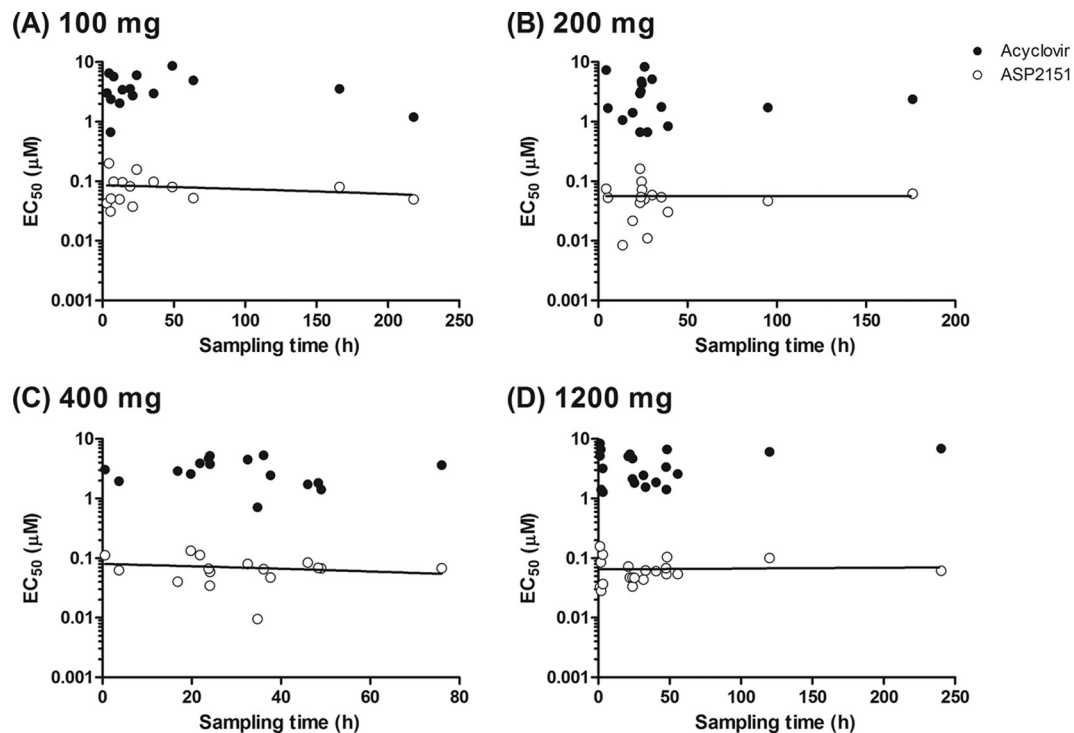 (A) 100 mg
10
1
0.1
0.01
0.001
EC50 (µM)
0 50 100 150 200 250
Sampling time (h)
(B) 200 mg
10
1
0.1
0.01
0.001
EC50 (µM)
0 50 100 150 200
Sampling time (h)
Acyclovir
ASP2151
(C) 400 mg
10
1
0.1
0.01
0.001
EC50 (µM)
0 20 40 60 80
Sampling time (h)
(D) 1200 mg
10
1
0.1
0.01
0.001
EC50 (µM)
0 50 100 150 200 250
Sampling time (h)